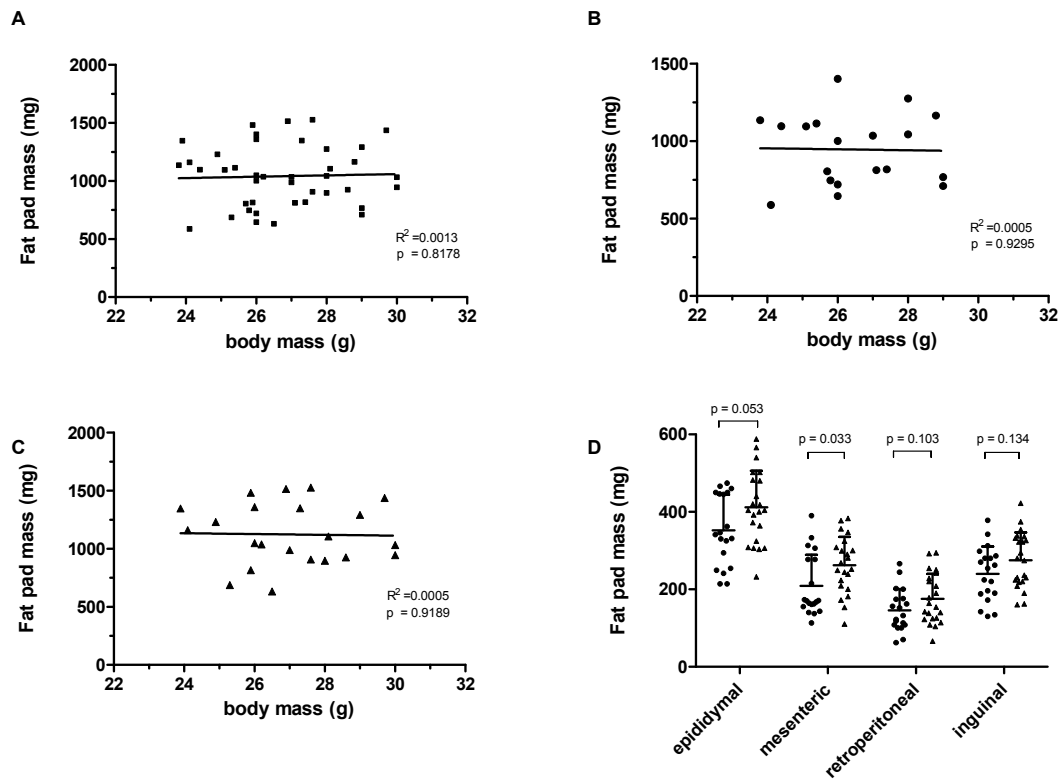 A
Fat pad mass (mg)
2000
1500
1000
500
0
22 24 26 28 30 32
body mass (g)
R2 =0.0013
p = 0.8178
B
Fat pad mass (mg)
1500
1000
500
0
22 24 26 28 30 32
body mass (g)
R2 =0.0005
p = 0.9295
C
Fat pad mass (mg)
2000
1500
1000
500
0
22 24 26 28 30 32
body mass (g)
R2 =0.0005
p = 0.9189
D
Fat pad mass (mg)
600
400
200
0
p = 0.053
p = 0.033
p = 0.103
p = 0.134
epididymal
mesenteric
retroperitoneal
inguinal